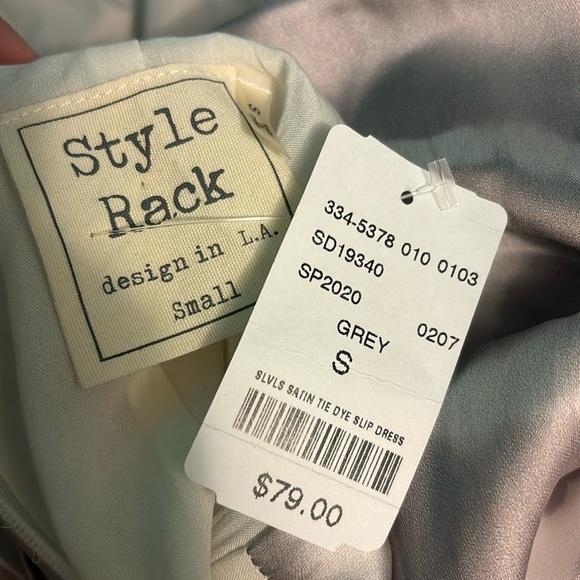 Style
Rack
design in L.A.
Small
S
334-5378 010 0103
SD19340
SP2020
0207
GREY
S
SLVLS SATIN TIE DYE SLIP DRESS
$79.00